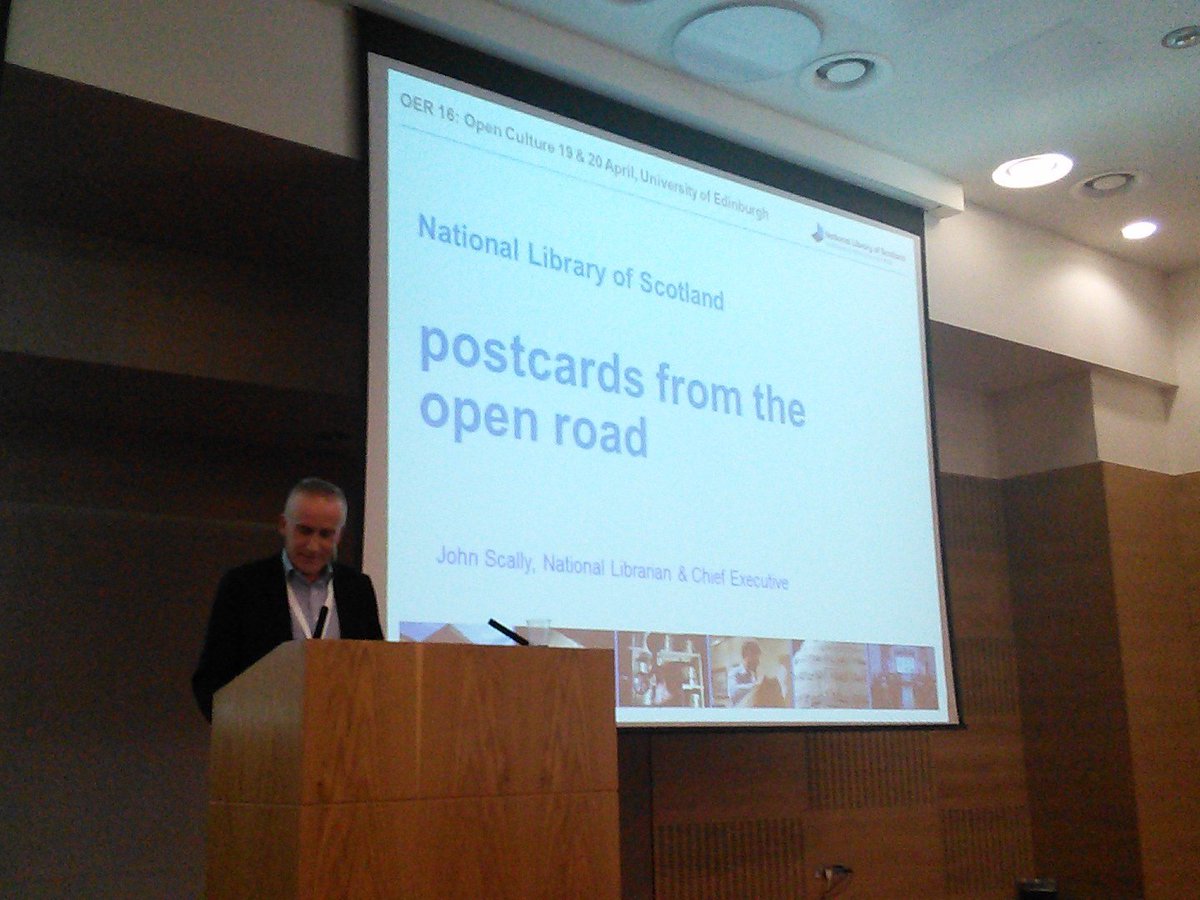 OER 16: Open Culture 19 & 20 April, University of Edinburgh
National Library of Scotland
National Library of Scotland
postcards from the
open road
John Scally, National Librarian & Chief Executive